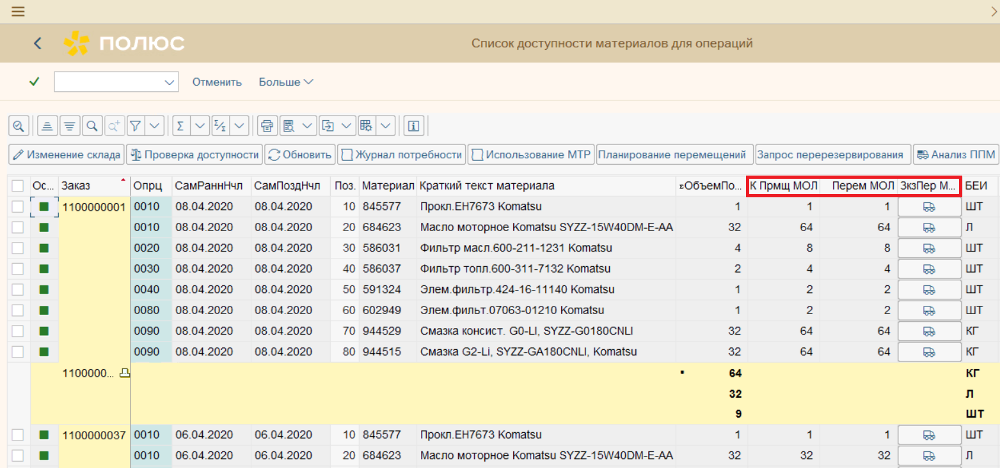 ПОЛЮС
Список доступности материалов для операций
Отменить Больше
Изменение склада Проверка доступности Обновить Журнал потребности Использование МТР Планирование перемещений Запрос перерезервирования Анализ ППМ
Ос... Заказ Опрц СамРаннНчл СамПоздНчл Поз. Материал Краткий текст материала ΣОбъемПо... К Прмщ МОЛ Перем МОЛ ЗкзПер М... БЕИ
1100000001 0010 08.04.2020 08.04.2020 10 845577 Прокл.EH7673 Komatsu 1 1 1 ШТ
0010 08.04.2020 08.04.2020 20 684623 Масло моторное Komatsu SYZZ-15W40DM-E-AA 32 64 64 Л
0020 08.04.2020 08.04.2020 30 586031 Фильтр масл.600-211-1231 Komatsu 4 8 8 ШТ
0030 08.04.2020 08.04.2020 40 586037 Фильтр топл.600-311-7132 Komatsu 2 4 4 ШТ
0040 08.04.2020 08.04.2020 50 591324 Элем.фильтр.424-16-11140 Komatsu 1 2 2 ШТ
0080 08.04.2020 08.04.2020 60 602949 Элем.фильт.07063-01210 Komatsu 1 2 2 ШТ
0090 08.04.2020 08.04.2020 70 944529 Смазка консист. G0-LI, SYZZ-G0180CNLI 32 64 64 КГ
0090 08.04.2020 08.04.2020 80 944515 Смазка G2-Li, SYZZ-GA180CNLI, Komatsu 32 64 64 КГ
1100000... 64 КГ
32 Л
9 ШТ
1100000037 0010 06.04.2020 06.04.2020 10 845577 Прокл.EH7673 Komatsu 1 1 1 ШТ
0010 06.04.2020 06.04.2020 20 684623 Масло моторное Komatsu SYZZ-15W40DM-E-AA 32 32 32 Л